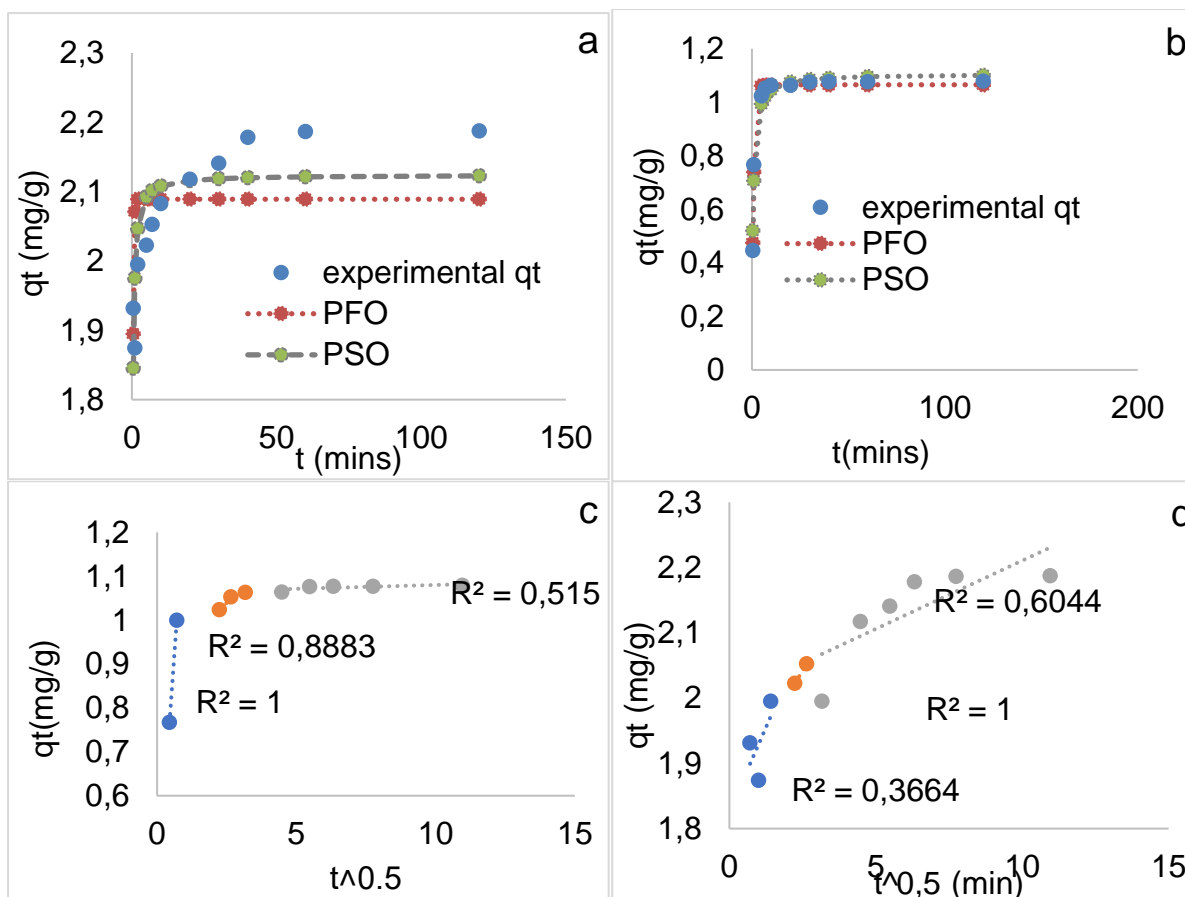 a
2,3
2,2
2,1
2
1,9
1,8
qt (mg/g)
experimental qt
PFO
PSO
0
50
100
150
t (mins)
b
1,2
1
0,8
0,6
0,4
0,2
0
qt(mg/g)
experimental qt
PFO
PSO
0
100
200
t(mins)
c
1,2
1,1
1
0,9
0,8
0,7
0,6
qt(mg/g)
R² = 0,515
R² = 0,8883
R² = 1
0
5
10
15
t^0.5
2,3
2,2
2,1
2
1,9
1,8
qt (mg/g)
R² = 0,6044
R² = 1
R² = 0,3664
0
5
10
15
t^0,5 (min)